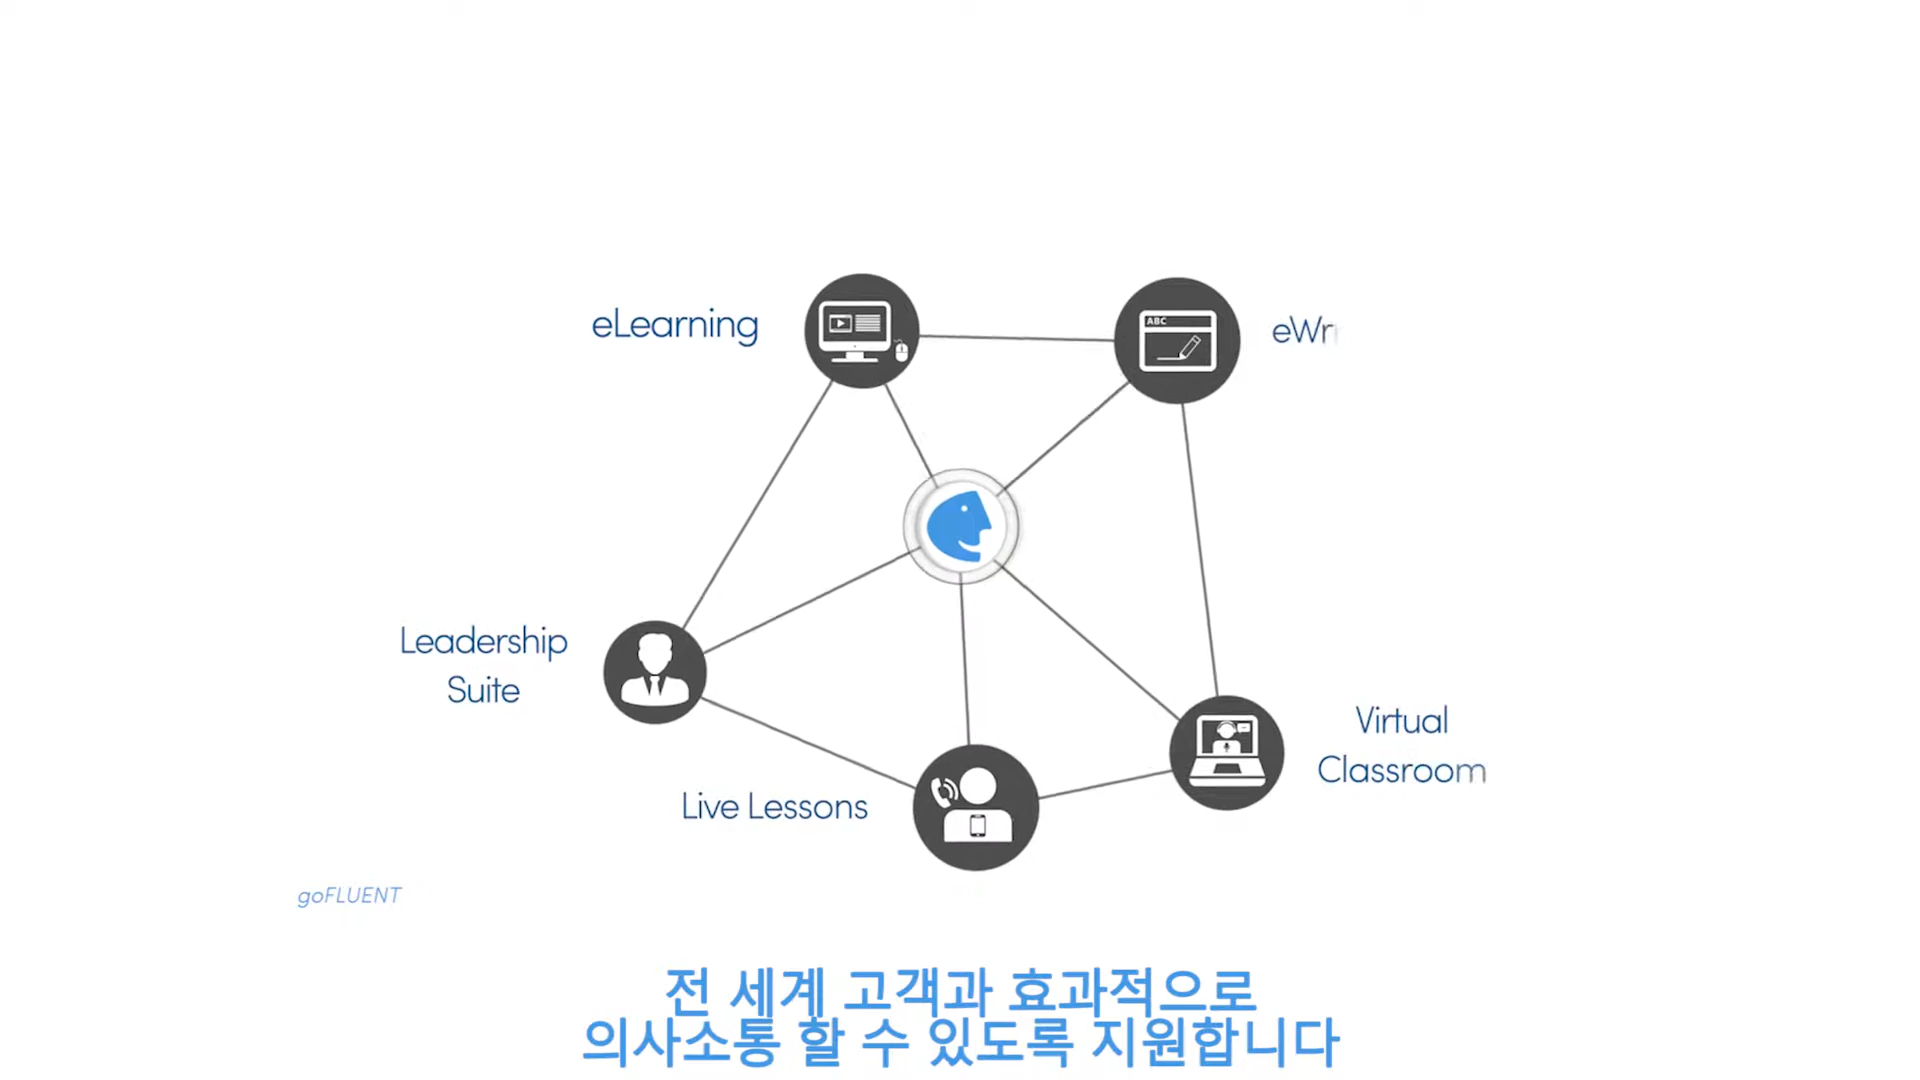 eLearning
ABC
Leadership
Suite
Virtual
Classroom
Live Lessons
goFLUENT
전 세계 고객과 효과적으로
의사소통 할 수 있도록 지원합니다